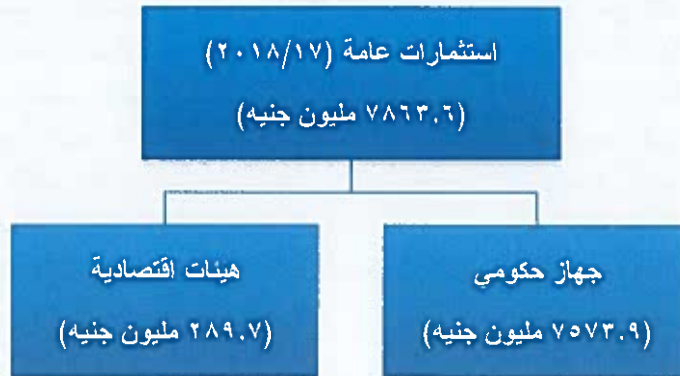 استثمارات عامة (٢٠١٨/١٧)
(٧٨٦٣.٦ مليون جنيه)
جهاز حكومي
(٧٥٧٣.٩ مليون جنيه)
هيئات اقتصادية
(٢٨٩.٧ مليون جنيه)